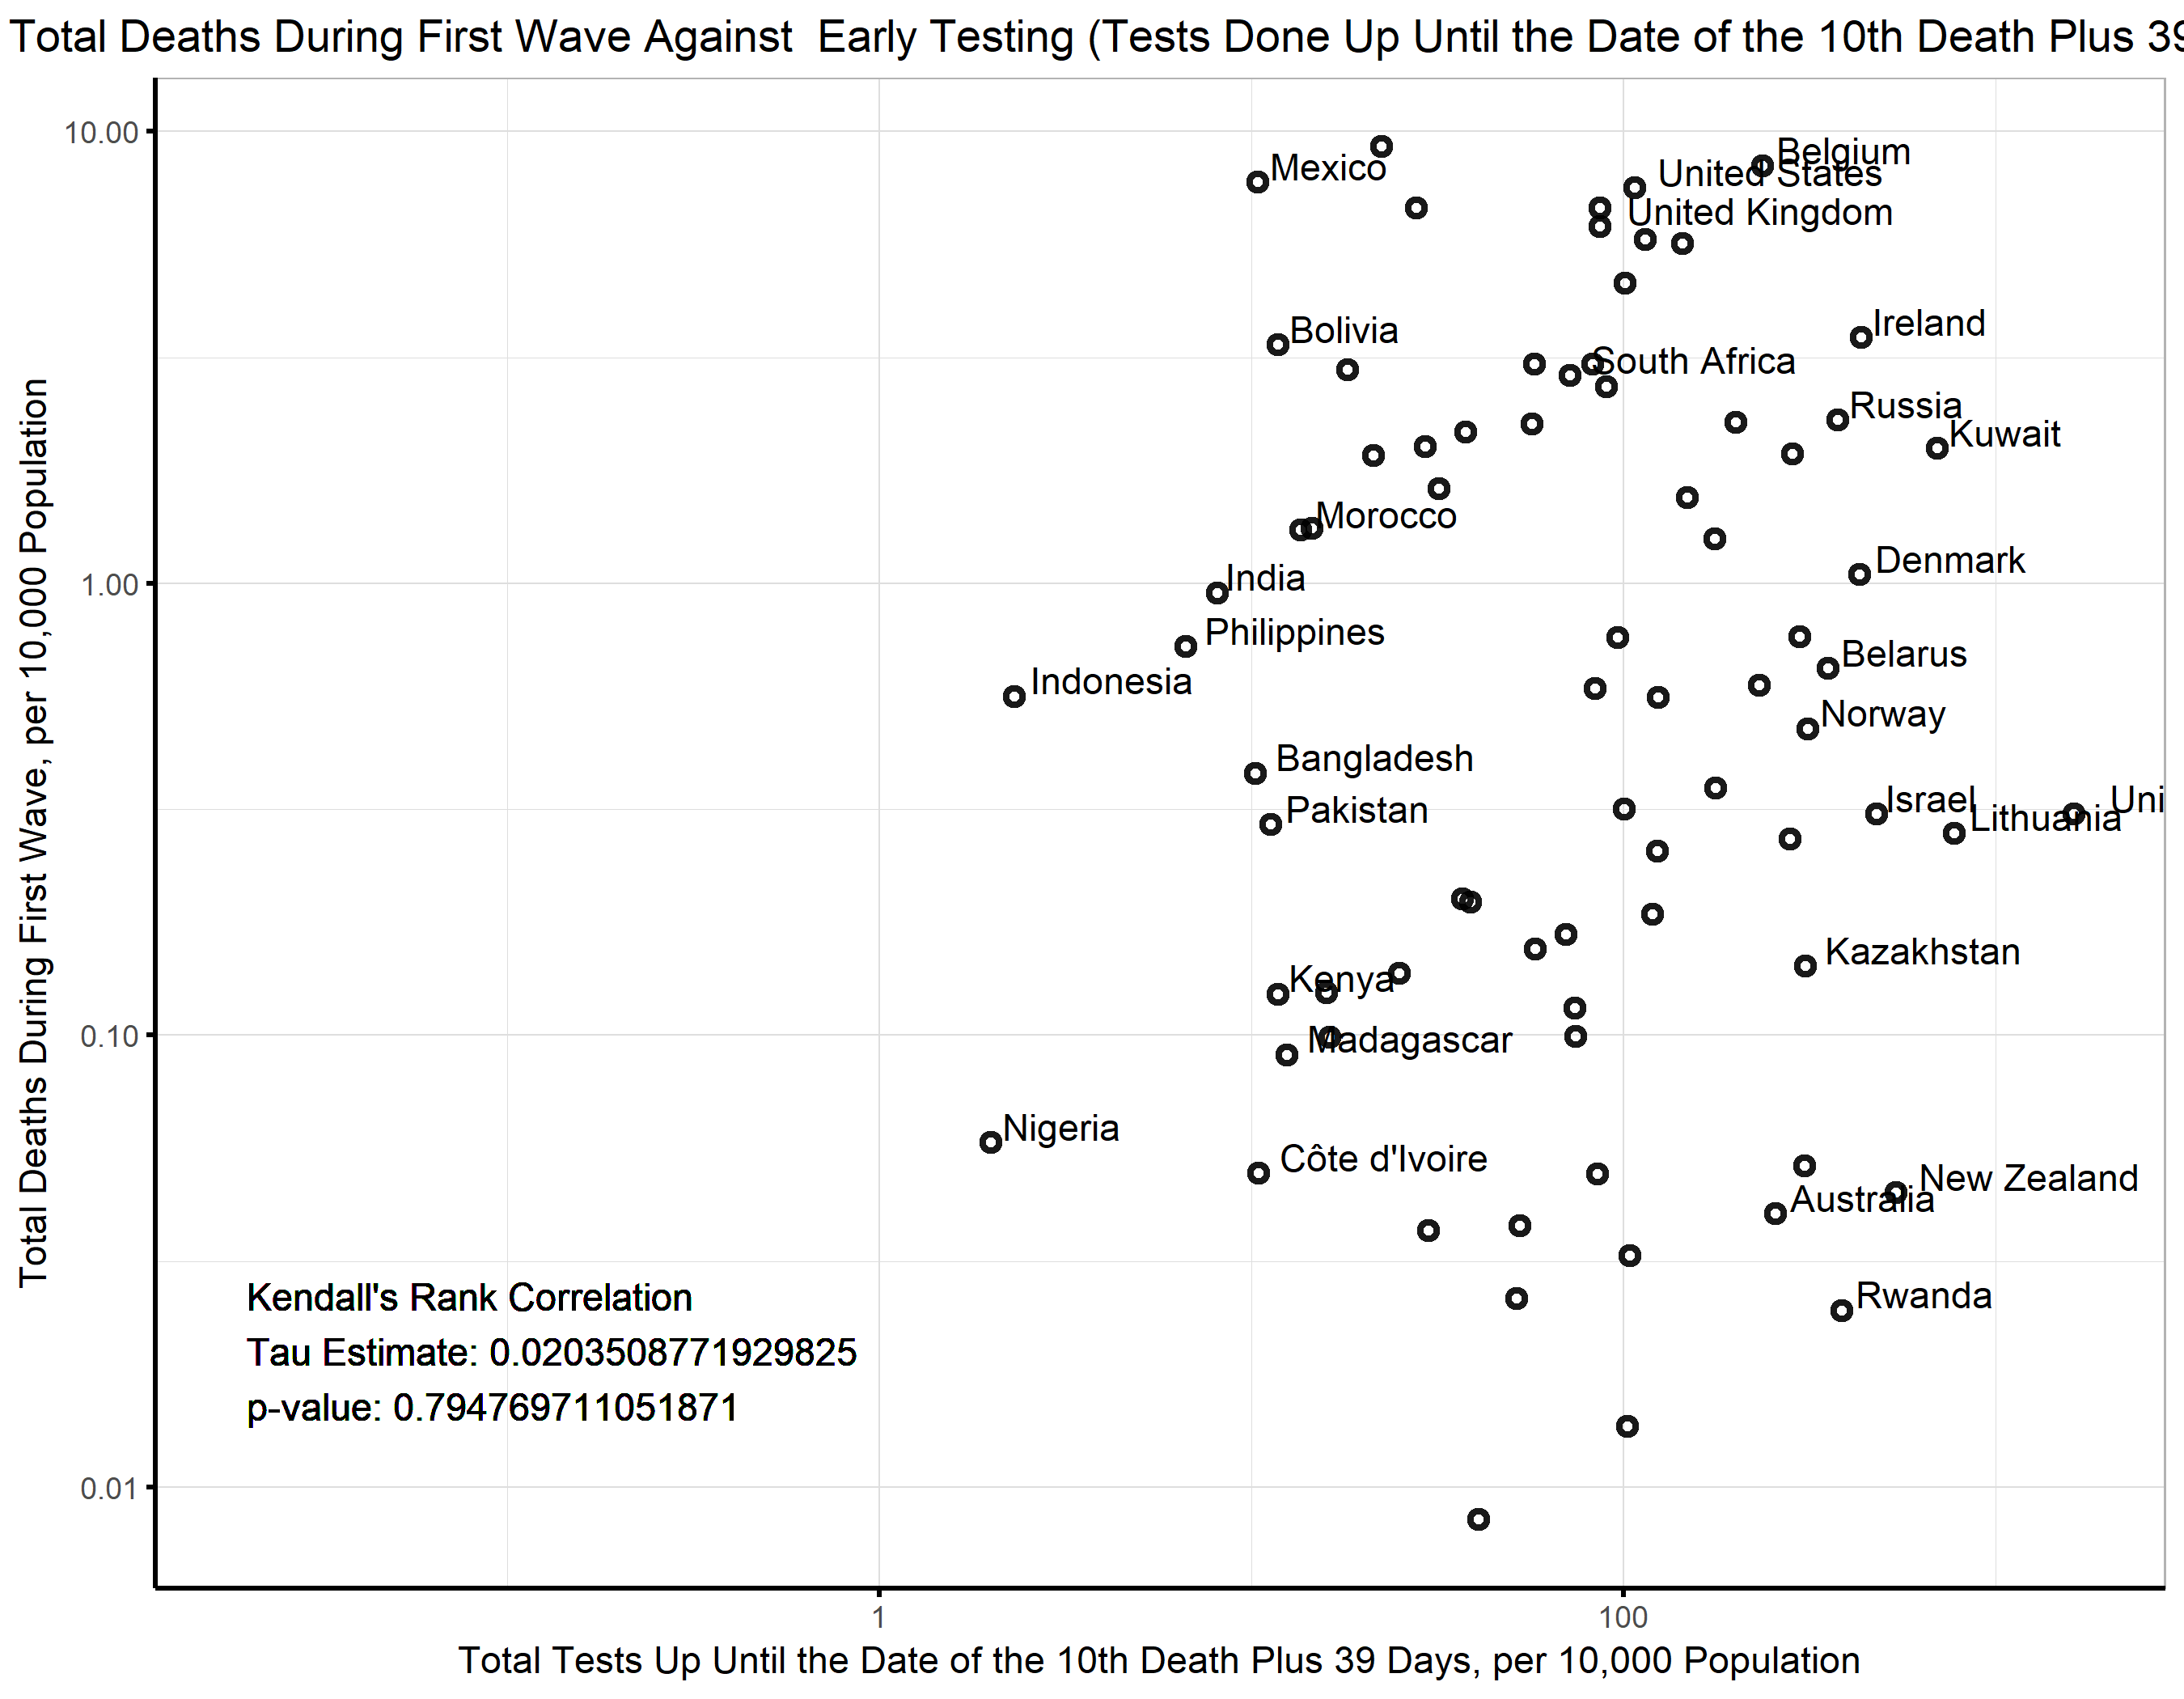 Total Deaths During First Wave Against  Early Testing (Tests Done Up Until the Date of the 10th Death Plus 39
Total Deaths During First Wave, per 10,000 Population
10.00
1.00
0.10
0.01
Belgium
Mexico
United States
United Kingdom
Ireland
Bolivia
South Africa
Russia
Kuwait
Morocco
Denmark
India
Philippines
Belarus
Indonesia
Norway
Bangladesh
Israel
Uni
Pakistan
Lithuania
Kazakhstan
Kenya
Madagascar
Nigeria
Côte d'Ivoire
New Zealand
Australia
Rwanda
Kendall's Rank Correlation
Tau Estimate: 0.0203508771929825
p-value: 0.794769711051871
1
100
Total Tests Up Until the Date of the 10th Death Plus 39 Days, per 10,000 Population